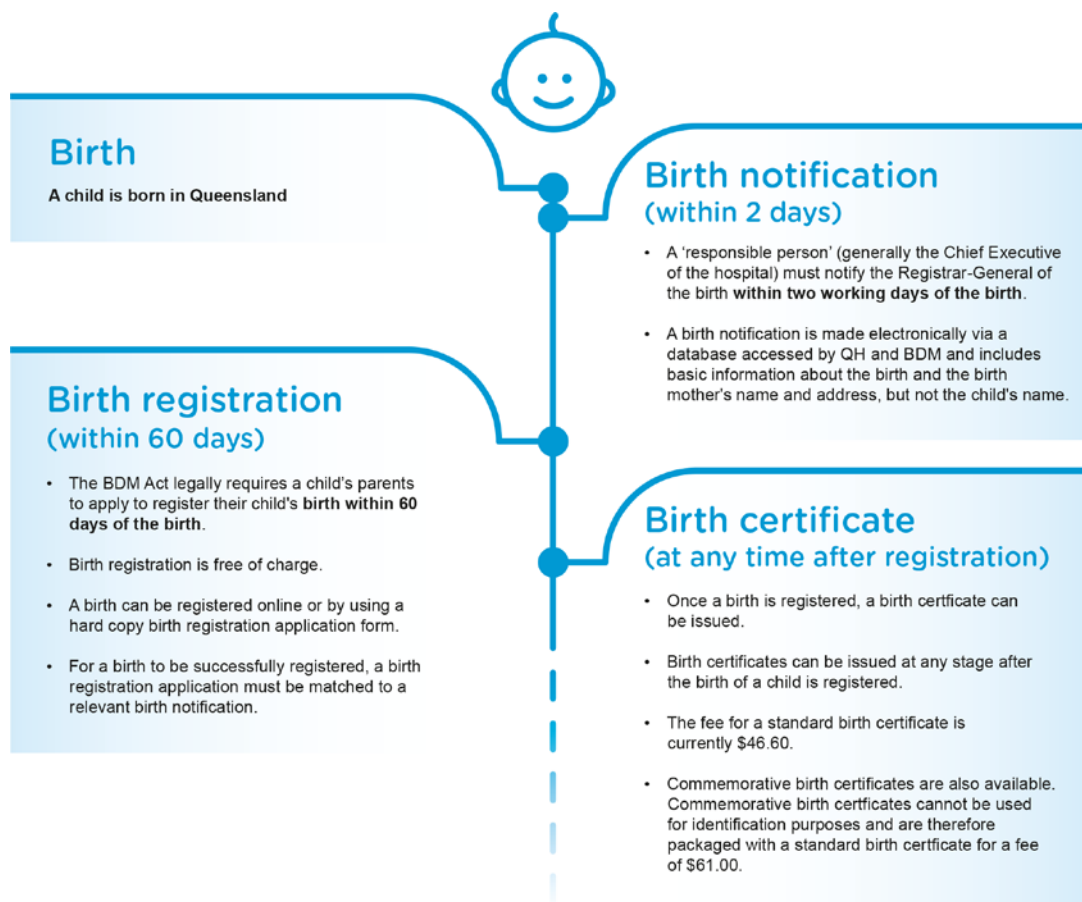 Birth
A child is born in Queensland
Birth notification
(within 2 days)
• A ‘responsible person’ (generally the Chief Executive
of the hospital) must notify the Registrar-General of
the birth within two working days of the birth.
• A birth notification is made electronically via a
database accessed by QH and BDM and includes
basic information about the birth and the birth
mother's name and address, but not the child's name.
Birth registration
(within 60 days)
• The BDM Act legally requires a child’s parents
to apply to register their child's birth within 60
days of the birth.
• Birth registration is free of charge.
• A birth can be registered online or by using a
hard copy birth registration application form.
• For a birth to be successfully registered, a birth
registration application must be matched to a
relevant birth notification.
Birth certificate
(at any time after registration)
• Once a birth is registered, a birth certficate can
be issued.
• Birth certificates can be issued at any stage after
the birth of a child is registered.
• The fee for a standard birth certificate is
currently $46.60.
• Commemorative birth certificates are also available.
Commemorative birth certficates cannot be used
for identification purposes and are therefore
packaged with a standard birth certficate for a fee
of $61.00.